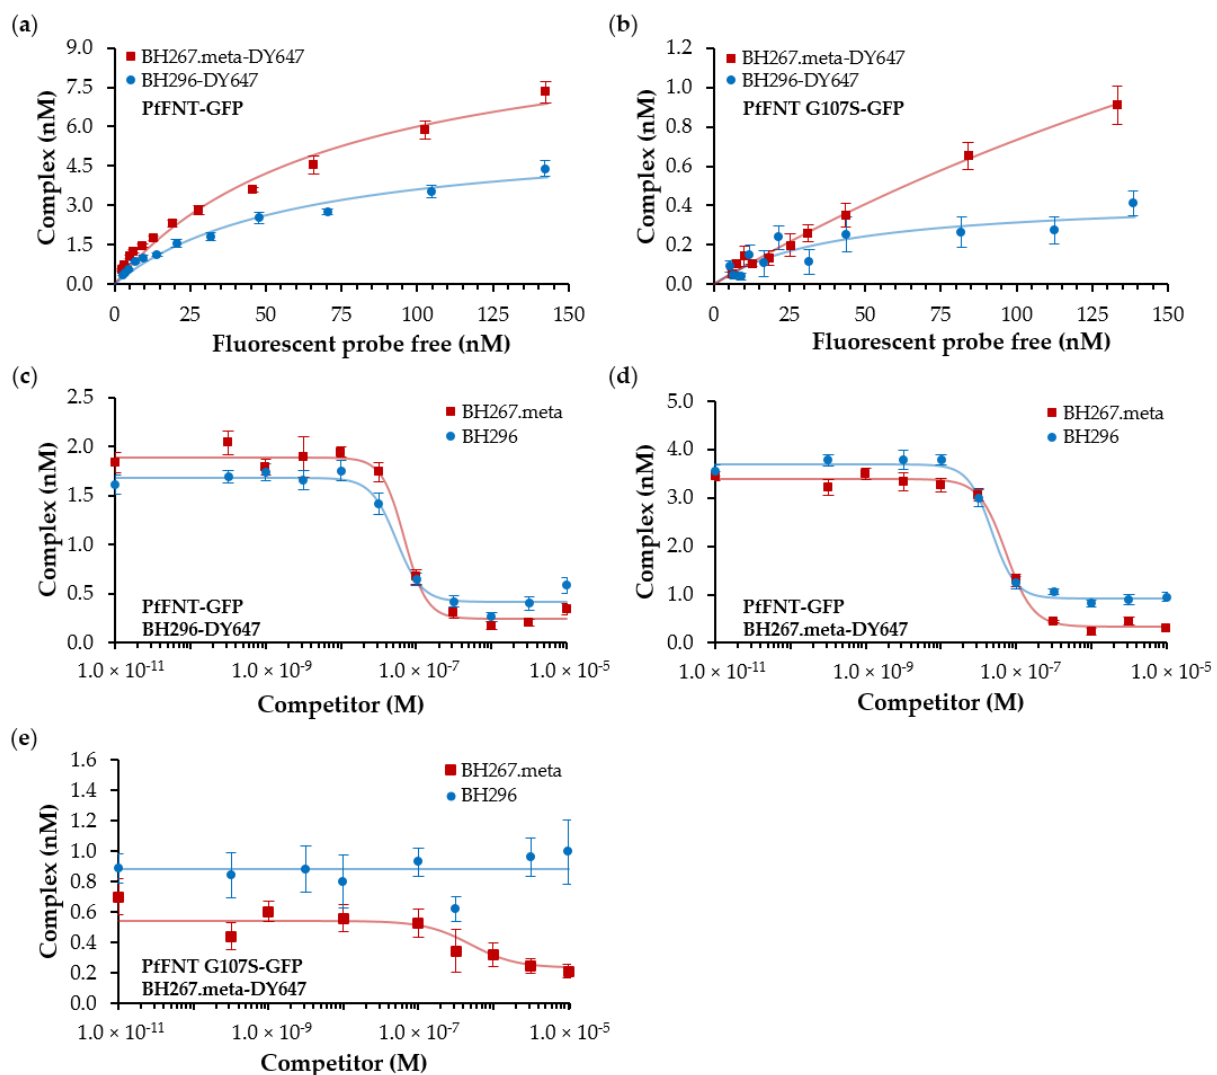 (a)
9.0
7.5
6.0
4.5
3.0
1.5
0.0
Complex (nM)
BH267.meta-DY647
BH296-DY647
PfFNT-GFP
0 25 50 75 100 125 150
Fluorescent probe free (nM)
(b)
1.2
1.0
0.8
0.6
0.4
0.2
0.0
Complex (nM)
BH267.meta-DY647
BH296-DY647
PfFNT G107S-GFP
0 25 50 75 100 125 150
Fluorescent probe free (nM)
(c)
2.5
2.0
1.5
1.0
0.5
0.0
Complex (nM)
BH267.meta
BH296
PfFNT-GFP
BH296-DY647
1.0 × 10-11 1.0 × 10-9 1.0 × 10-7 1.0 × 10-5
Competitor (M)
(d)
5.0
4.0
3.0
2.0
1.0
0.0
Complex (nM)
BH267.meta
BH296
PfFNT-GFP
BH267.meta-DY647
1.0 × 10-11 1.0 × 10-9 1.0 × 10-7 1.0 × 10-5
Competitor (M)
(e)
1.6
1.4
1.2
1.0
0.8
0.6
0.4
0.2
0.0
Complex (nM)
BH267.meta
BH296
PfFNT G107S-GFP
BH267.meta-DY647
1.0 × 10-11 1.0 × 10-9 1.0 × 10-7 1.0 × 10-5
Competitor (M)